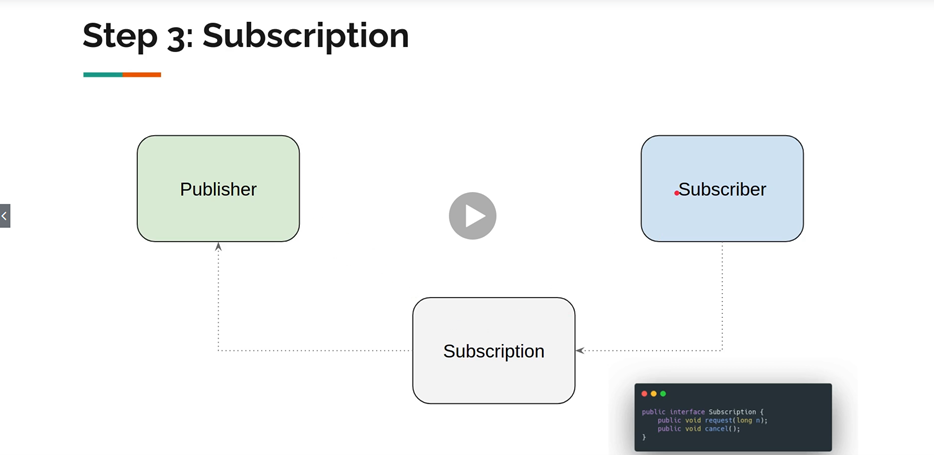 Step 3: Subscription
Publisher
Subscriber
Subscription
public interface Subscription {
    public void request(long n);
    public void cancel();
}